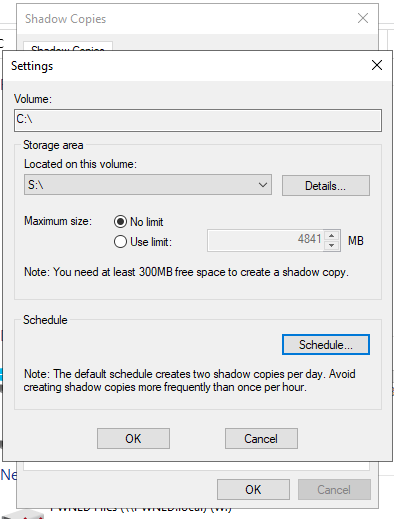 Shadow Copies
Shadow Copies
Settings
Volume:
C:\
Storage area
Located on this volume:
S:\
Details...
Maximum size:
No limit
Use limit:
4841
MB
Note: You need at least 300MB free space to create a shadow copy.
Schedule
Schedule...
Note: The default schedule creates two shadow copies per day. Avoid
creating shadow copies more frequently than once per hour.
OK
Cancel
Ne
OK
Cancel